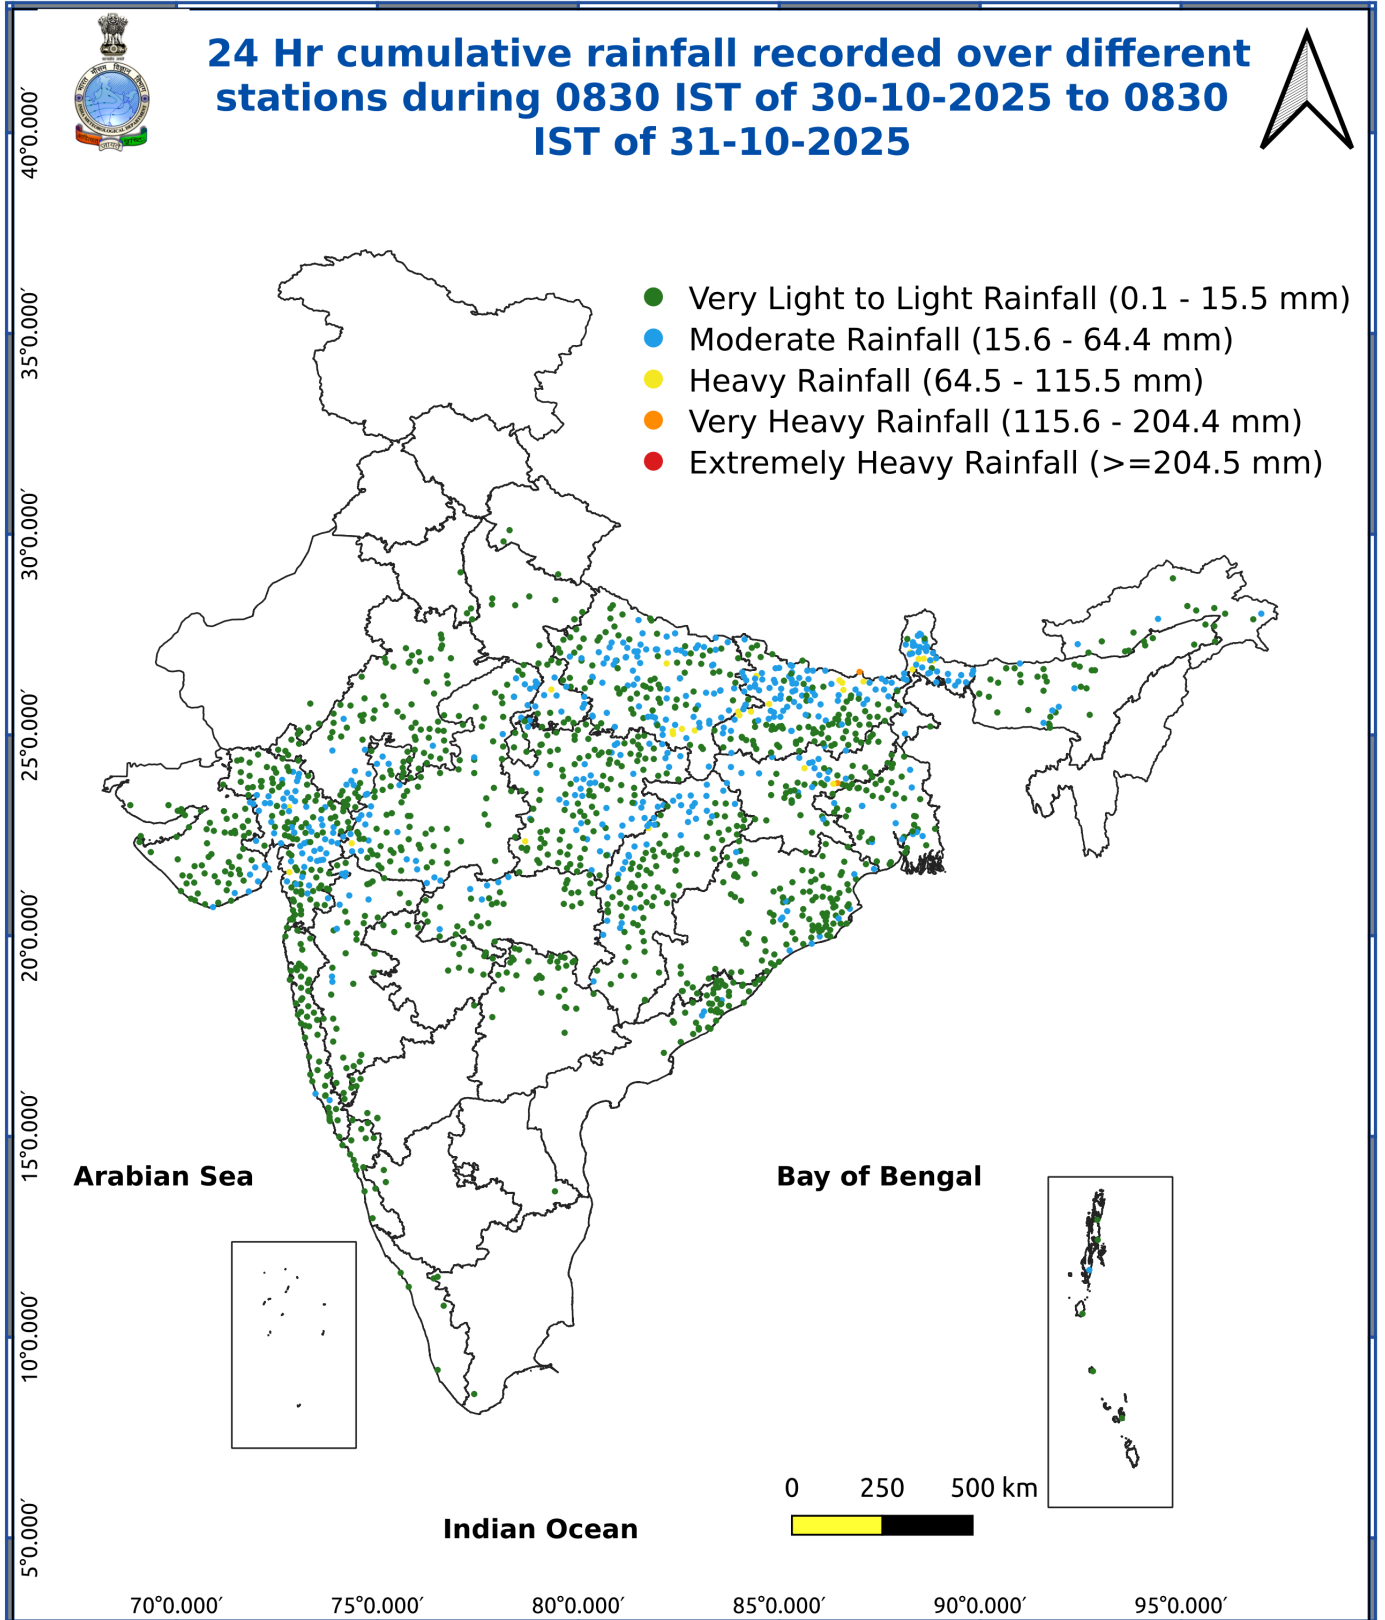 24 Hr cumulative rainfall recorded over different
stations during 0830 IST of 30-10-2025 to 0830
IST of 31-10-2025
Very Light to Light Rainfall (0.1 - 15.5 mm)
Moderate Rainfall (15.6 - 64.4 mm)
Heavy Rainfall (64.5 - 115.5 mm)
Very Heavy Rainfall (115.6 - 204.4 mm)
Extremely Heavy Rainfall (>=204.5 mm)
40°0.000′
35°0.000′
30°0.000′
25°0.000′
20°0.000′
15°0.000′
10°0.000′
5°0.000′
Arabian Sea
Bay of Bengal
Indian Ocean
0 250 500 km
70°0.000′ 75°0.000′ 80°0.000′ 85°0.000′ 90°0.000′ 95°0.000′